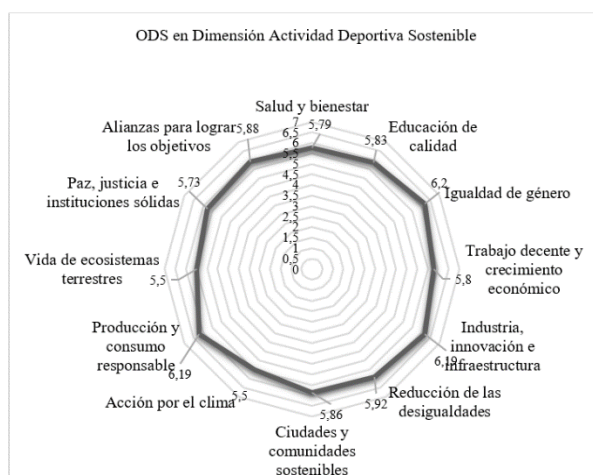 ODS en Dimensión Actividad Deportiva Sostenible
Salud y bienestar
5,79
Educación de
calidad
5,83
Igualdad de género
6,2
Trabajo decente y
crecimiento
económico
5,8
Industria,
innovación e
infraestructura
6,19
Reducción de las
desigualdades
5,92
Ciudades y
comunidades
sostenibles
5,86
Acción por el clima
5,5
Producción y
consumo
responsable
6,19
Vida de ecosistemas
terrestres
5,5
Paz, justicia e
instituciones sólidas
5,73
Alianzas para lograr
los objetivos
5,88
7
6,5
6
5,5
5
4,5
4
3,5
3
2,5
2
1,5
1
0,5
0